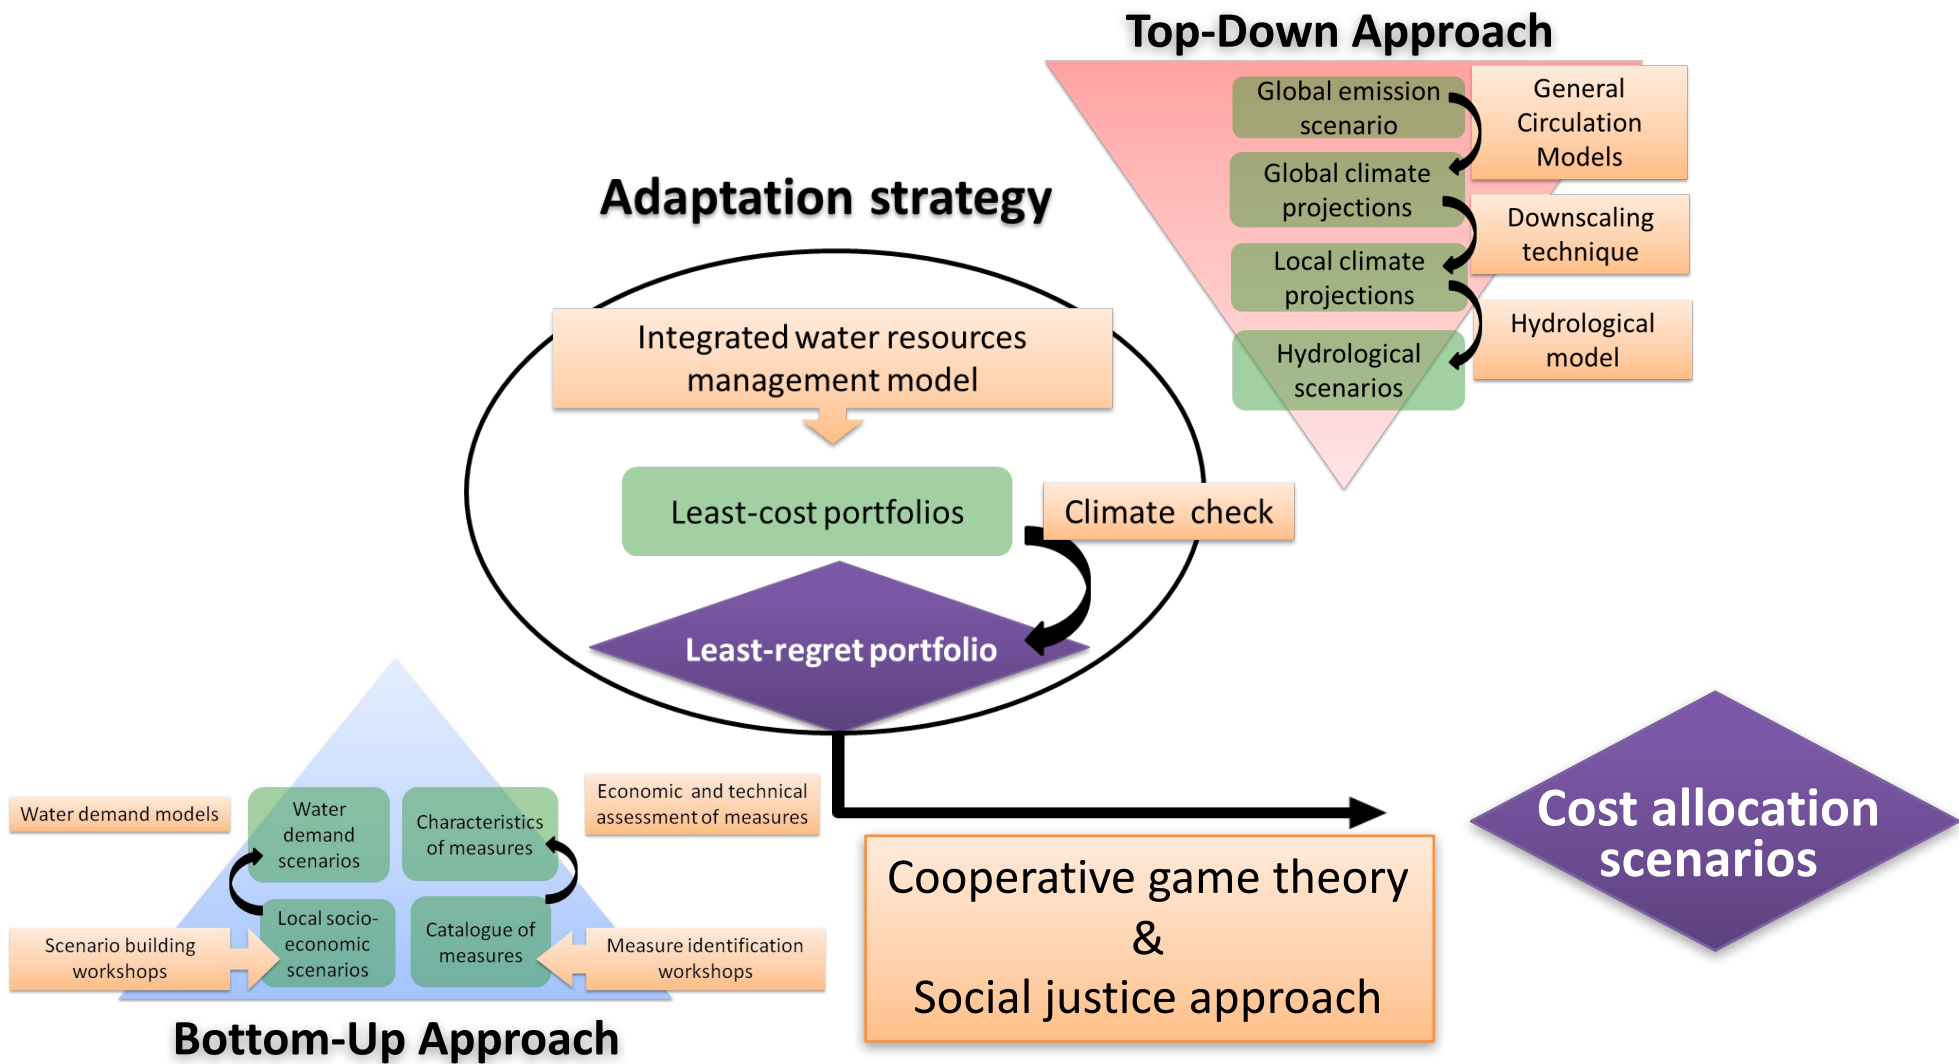 Top-Down Approach
Global emission
scenario
General
Circulation
Models
Global climate
projections
Downscaling
technique
Local climate
projections
Hydrological
model
Hydrological
scenarios
Adaptation strategy
Integrated water resources
management model
Least-cost portfolios
Climate check
Least-regret portfolio
Water demand models
Water
demand
scenarios
Characteristics
of measures
Economic and technical
assessment of measures
Scenario building
workshops
Local socio-
economic
scenarios
Catalogue of
measures
Measure identification
workshops
Bottom-Up Approach
Cooperative game theory
&
Social justice approach
Cost allocation
scenarios